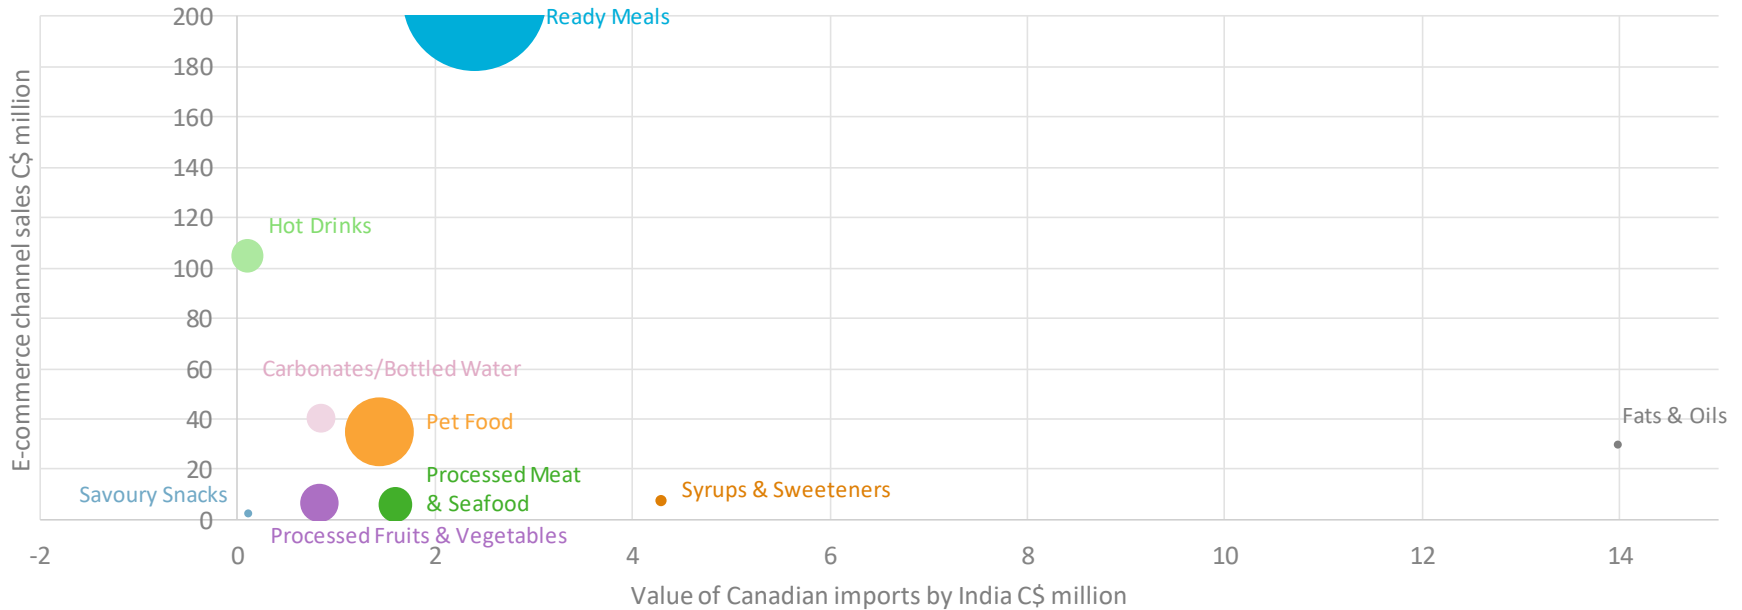 200
Ready Meals
180
160
140
120
Hot Drinks
100
80
60
Carbonates/Bottled Water
40
Pet Food
Fats & Oils
20
Processed Meat
& Seafood
Syrups & Sweeteners
Savoury Snacks
0
Processed Fruits & Vegetables
-2 0 2 4 6 8 10 12 14
Value of Canadian imports by India C$ million
E-commerce channel sales C$ million